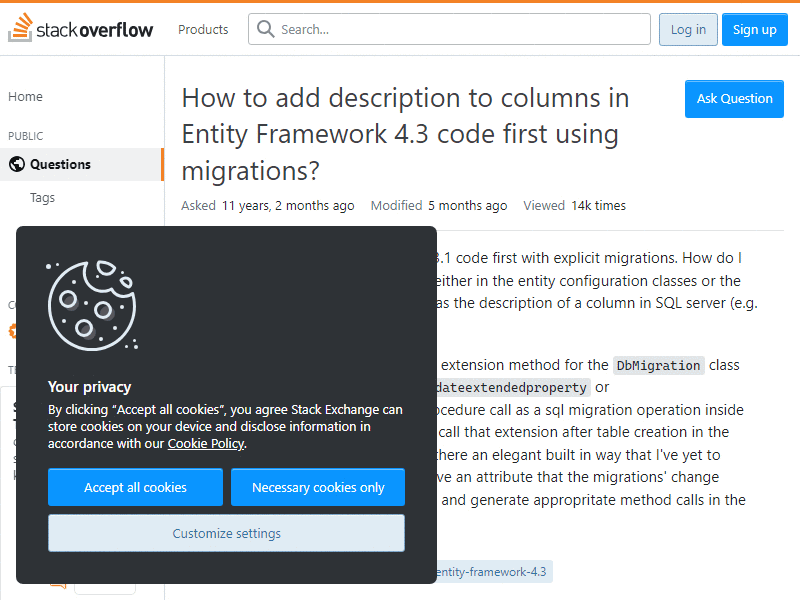 stackoverflow
Products
Search...
Log in
Sign up
Home
PUBLIC
Questions
Tags
How to add description to columns in
Entity Framework 4.3 code first using
migrations?
Ask Question
Asked 11 years, 2 months ago Modified 5 months ago Viewed 14k times
3.1 code first with explicit migrations. How do I
either in the entity configuration classes or the
as the description of a column in SQL server (e.g.
extension method for the DbMigration class
dateextendedproperty or
ocedure call as a sql migration operation inside
call that extension after table creation in the
there an elegant built in way that I've yet to
ve an attribute that the migrations' change
and generate appropritate method calls in the
entity-framework-4.3
Your privacy
By clicking “Accept all cookies”, you agree Stack Exchange can
store cookies on your device and disclose information in
accordance with our Cookie Policy.
Accept all cookies
Necessary cookies only
Customize settings